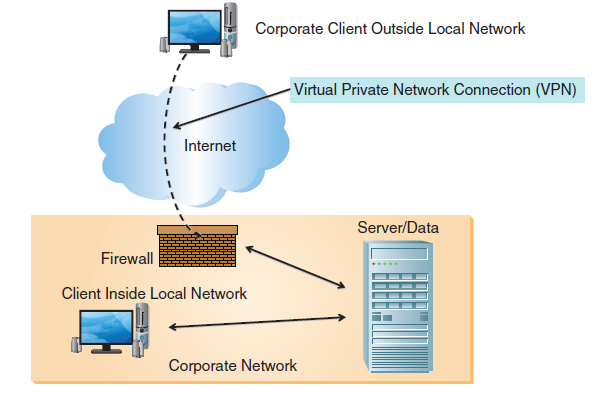 Corporate Client Outside Local Network
Virtual Private Network Connection (VPN)
Internet
Server/Data
Firewall
Client Inside Local Network
Corporate Network